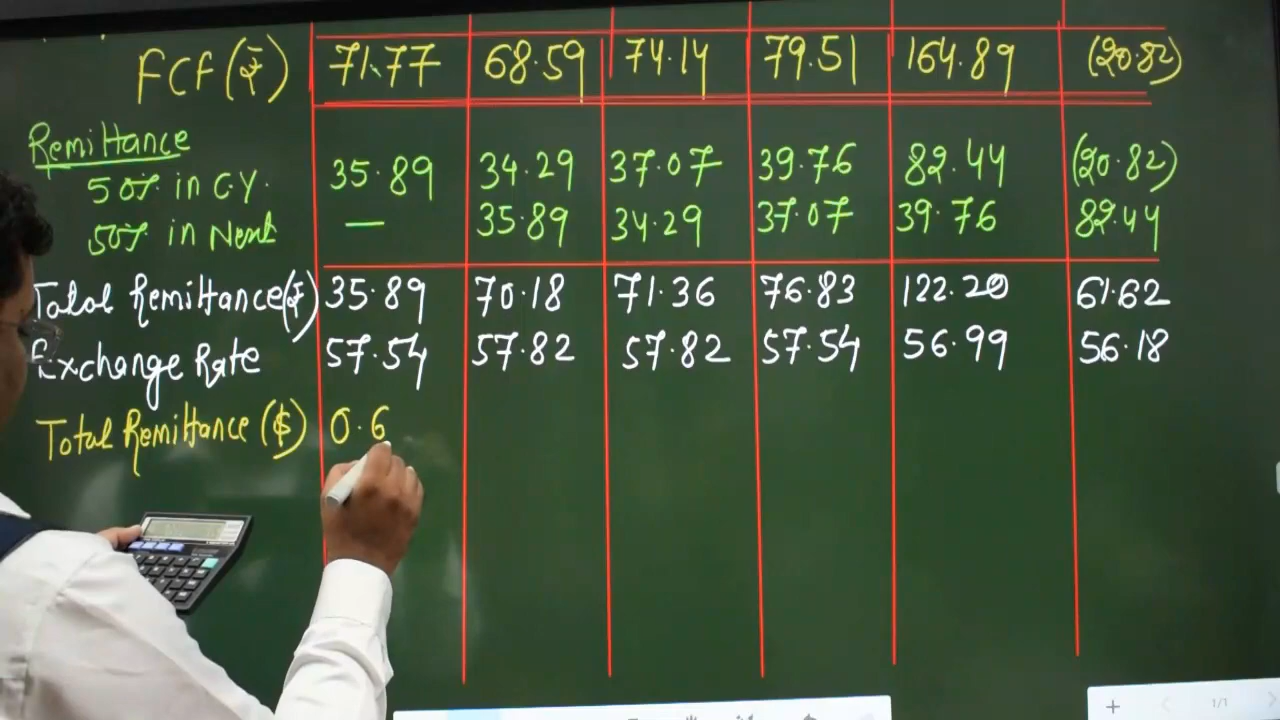 FCF (₹) 71.77 68.59 74.14 79.51 164.89 (20.82)
Remittance
50% in C.Y. 35.89 34.29 37.07 39.76 82.44 (20.82)
50% in Next — 35.89 34.29 37.07 39.76 82.44
Total Remittance (₹) 35.89 70.18 71.36 76.83 122.20 61.62
Exchange Rate 57.54 57.82 57.82 57.54 56.99 56.18
Total Remittance ($) 0.6
1/1